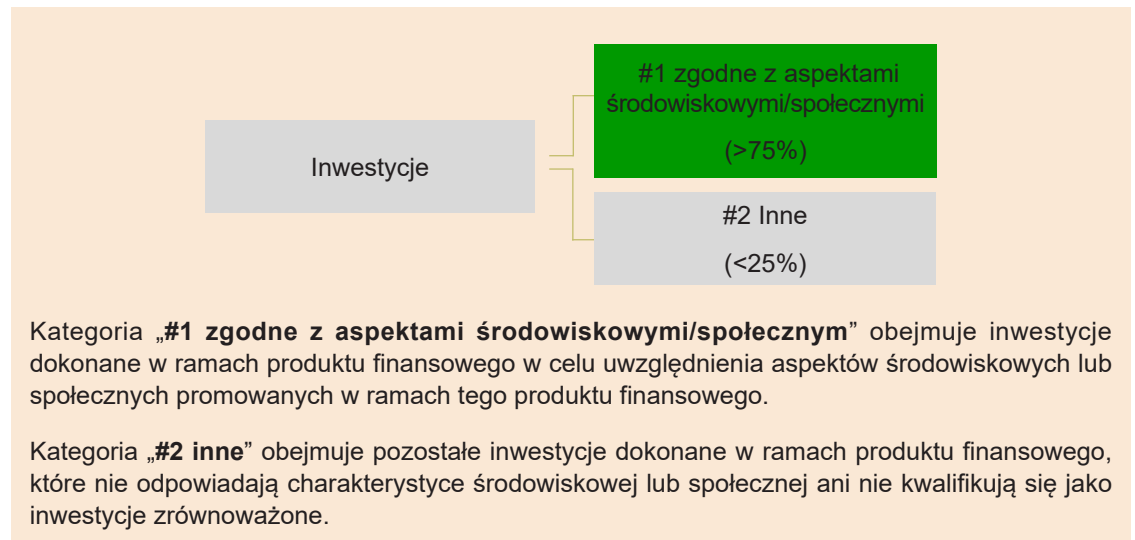 #1 zgodne z aspektami
środowiskowymi/społecznymi
(>75%)
Inwestycje
#2 Inne
(<25%)
Kategoria „#1 zgodne z aspektami środowiskowymi/społecznym” obejmuje inwestycje
dokonane w ramach produktu finansowego w celu uwzględnienia aspektów środowiskowych lub
społecznych promowanych w ramach tego produktu finansowego.
Kategoria „#2 inne” obejmuje pozostałe inwestycje dokonane w ramach produktu finansowego,
które nie odpowiadają charakterystyce środowiskowej lub społecznej ani nie kwalifikują się jako
inwestycje zrównoważone.